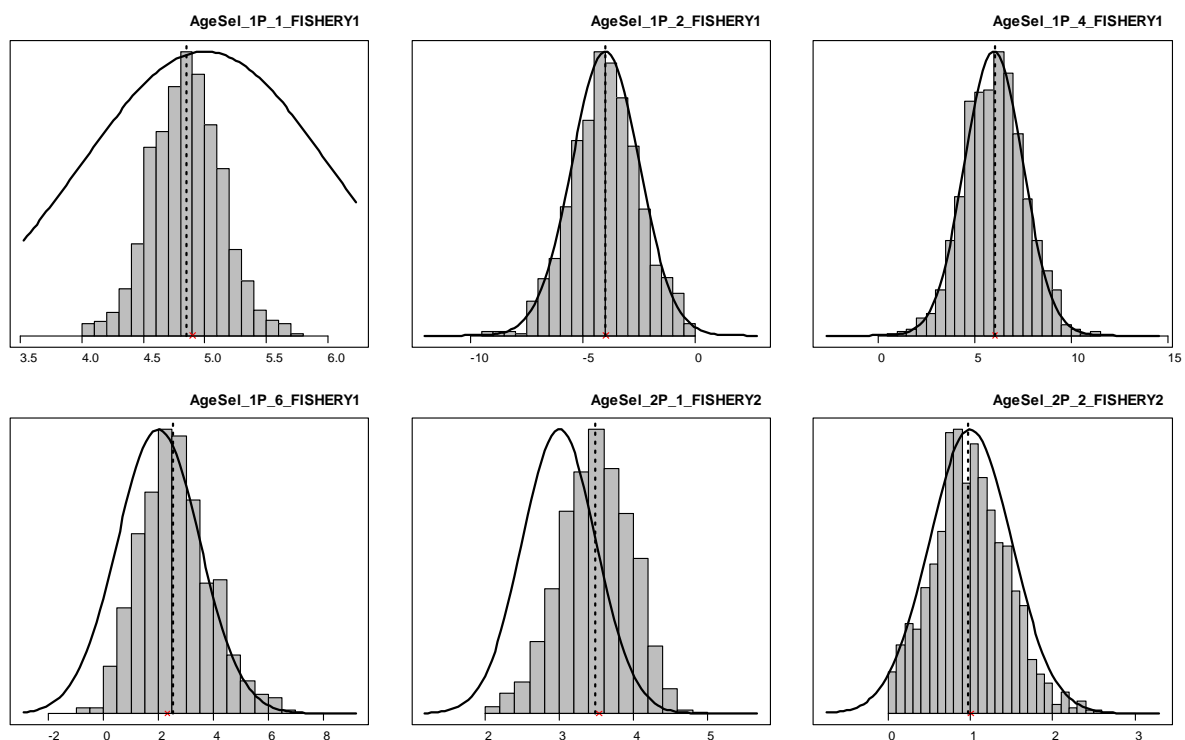 AgeSel_1P_1_FISHERY1
AgeSel_1P_2_FISHERY1
AgeSel_1P_4_FISHERY1
3.5 4.0 4.5 5.0 5.5 6.0
-10 -5 0
0 5 10 15
AgeSel_1P_6_FISHERY1
AgeSel_2P_1_FISHERY2
AgeSel_2P_2_FISHERY2
-2 0 2 4 6 8
2 3 4 5
0 1 2 3